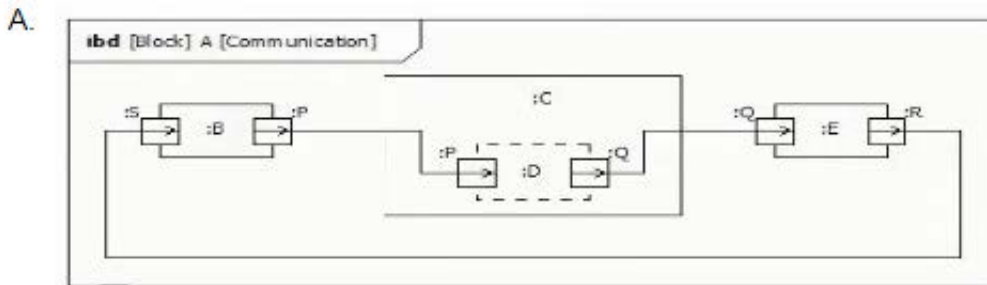 A.
ibd [Block] A [Communication]
:C
:S :B :P :Q :E :R
:P :D :Q